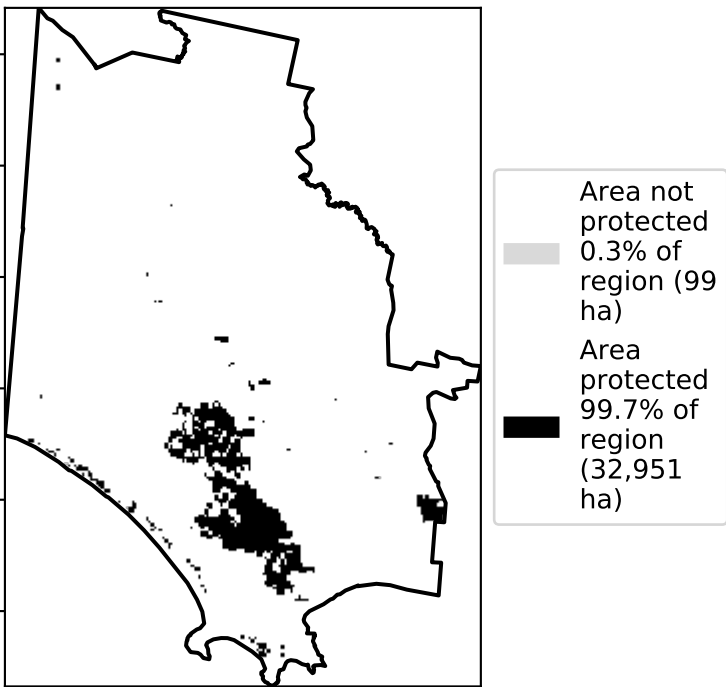 Area not
protected
0.3% of
region (99
ha)
Area
protected
99.7% of
region
(32,951
ha)